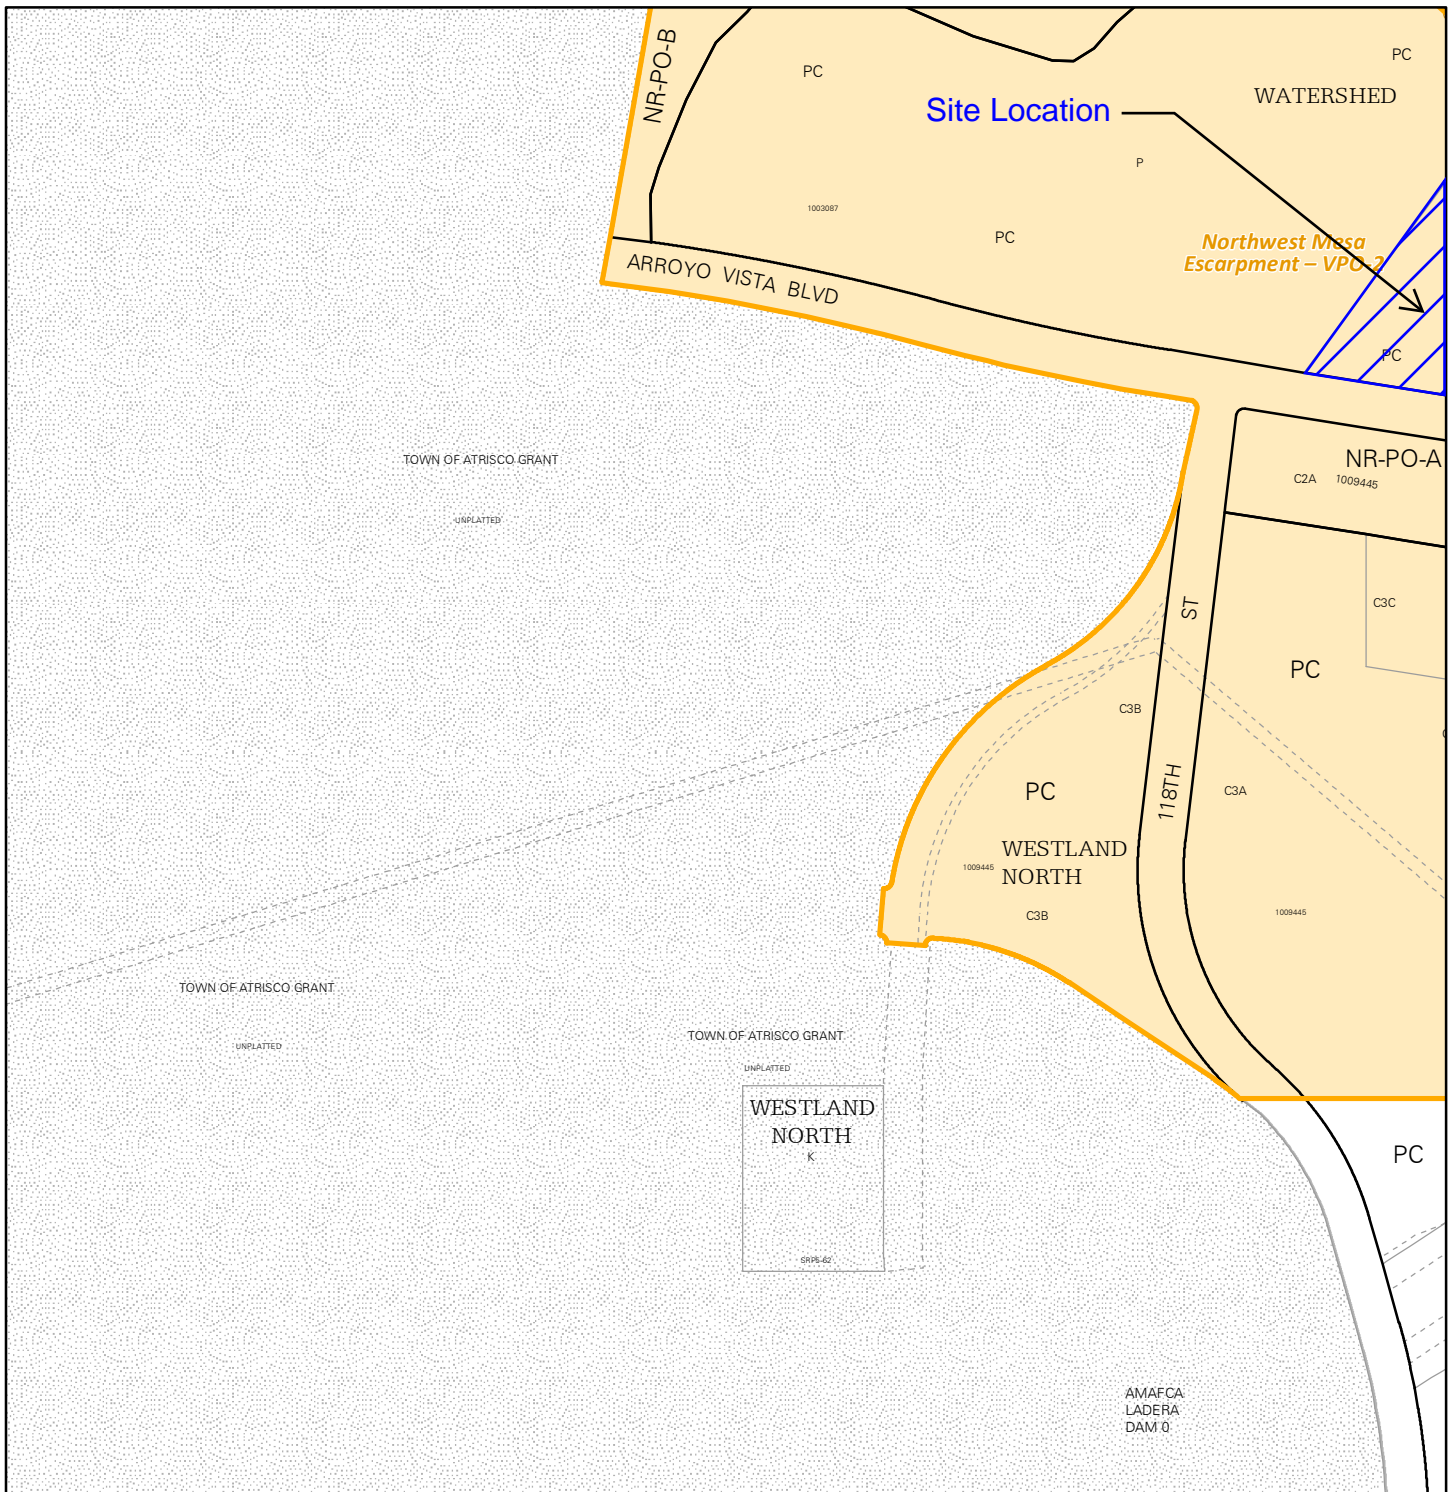 NR-PO-B
PC
PC
WATERSHED
Site Location
P
1003087
PC
Northwest Mesa
Escarpment – VPO-2
ARROYO VISTA BLVD
PC
TOWN OF ATRISCO GRANT
UNPLATTED
NR-PO-A
C2A
1009445
C3C
ST
PC
C3B
118TH
PC
C3A
WESTLAND
NORTH
1009445
C3B
1009445
TOWN OF ATRISCO GRANT
UNPLATTED
TOWN OF ATRISCO GRANT
UNPLATTED
WESTLAND
NORTH
K
SRP5-62
PC
AMAFCA
LADERA
DAM 0